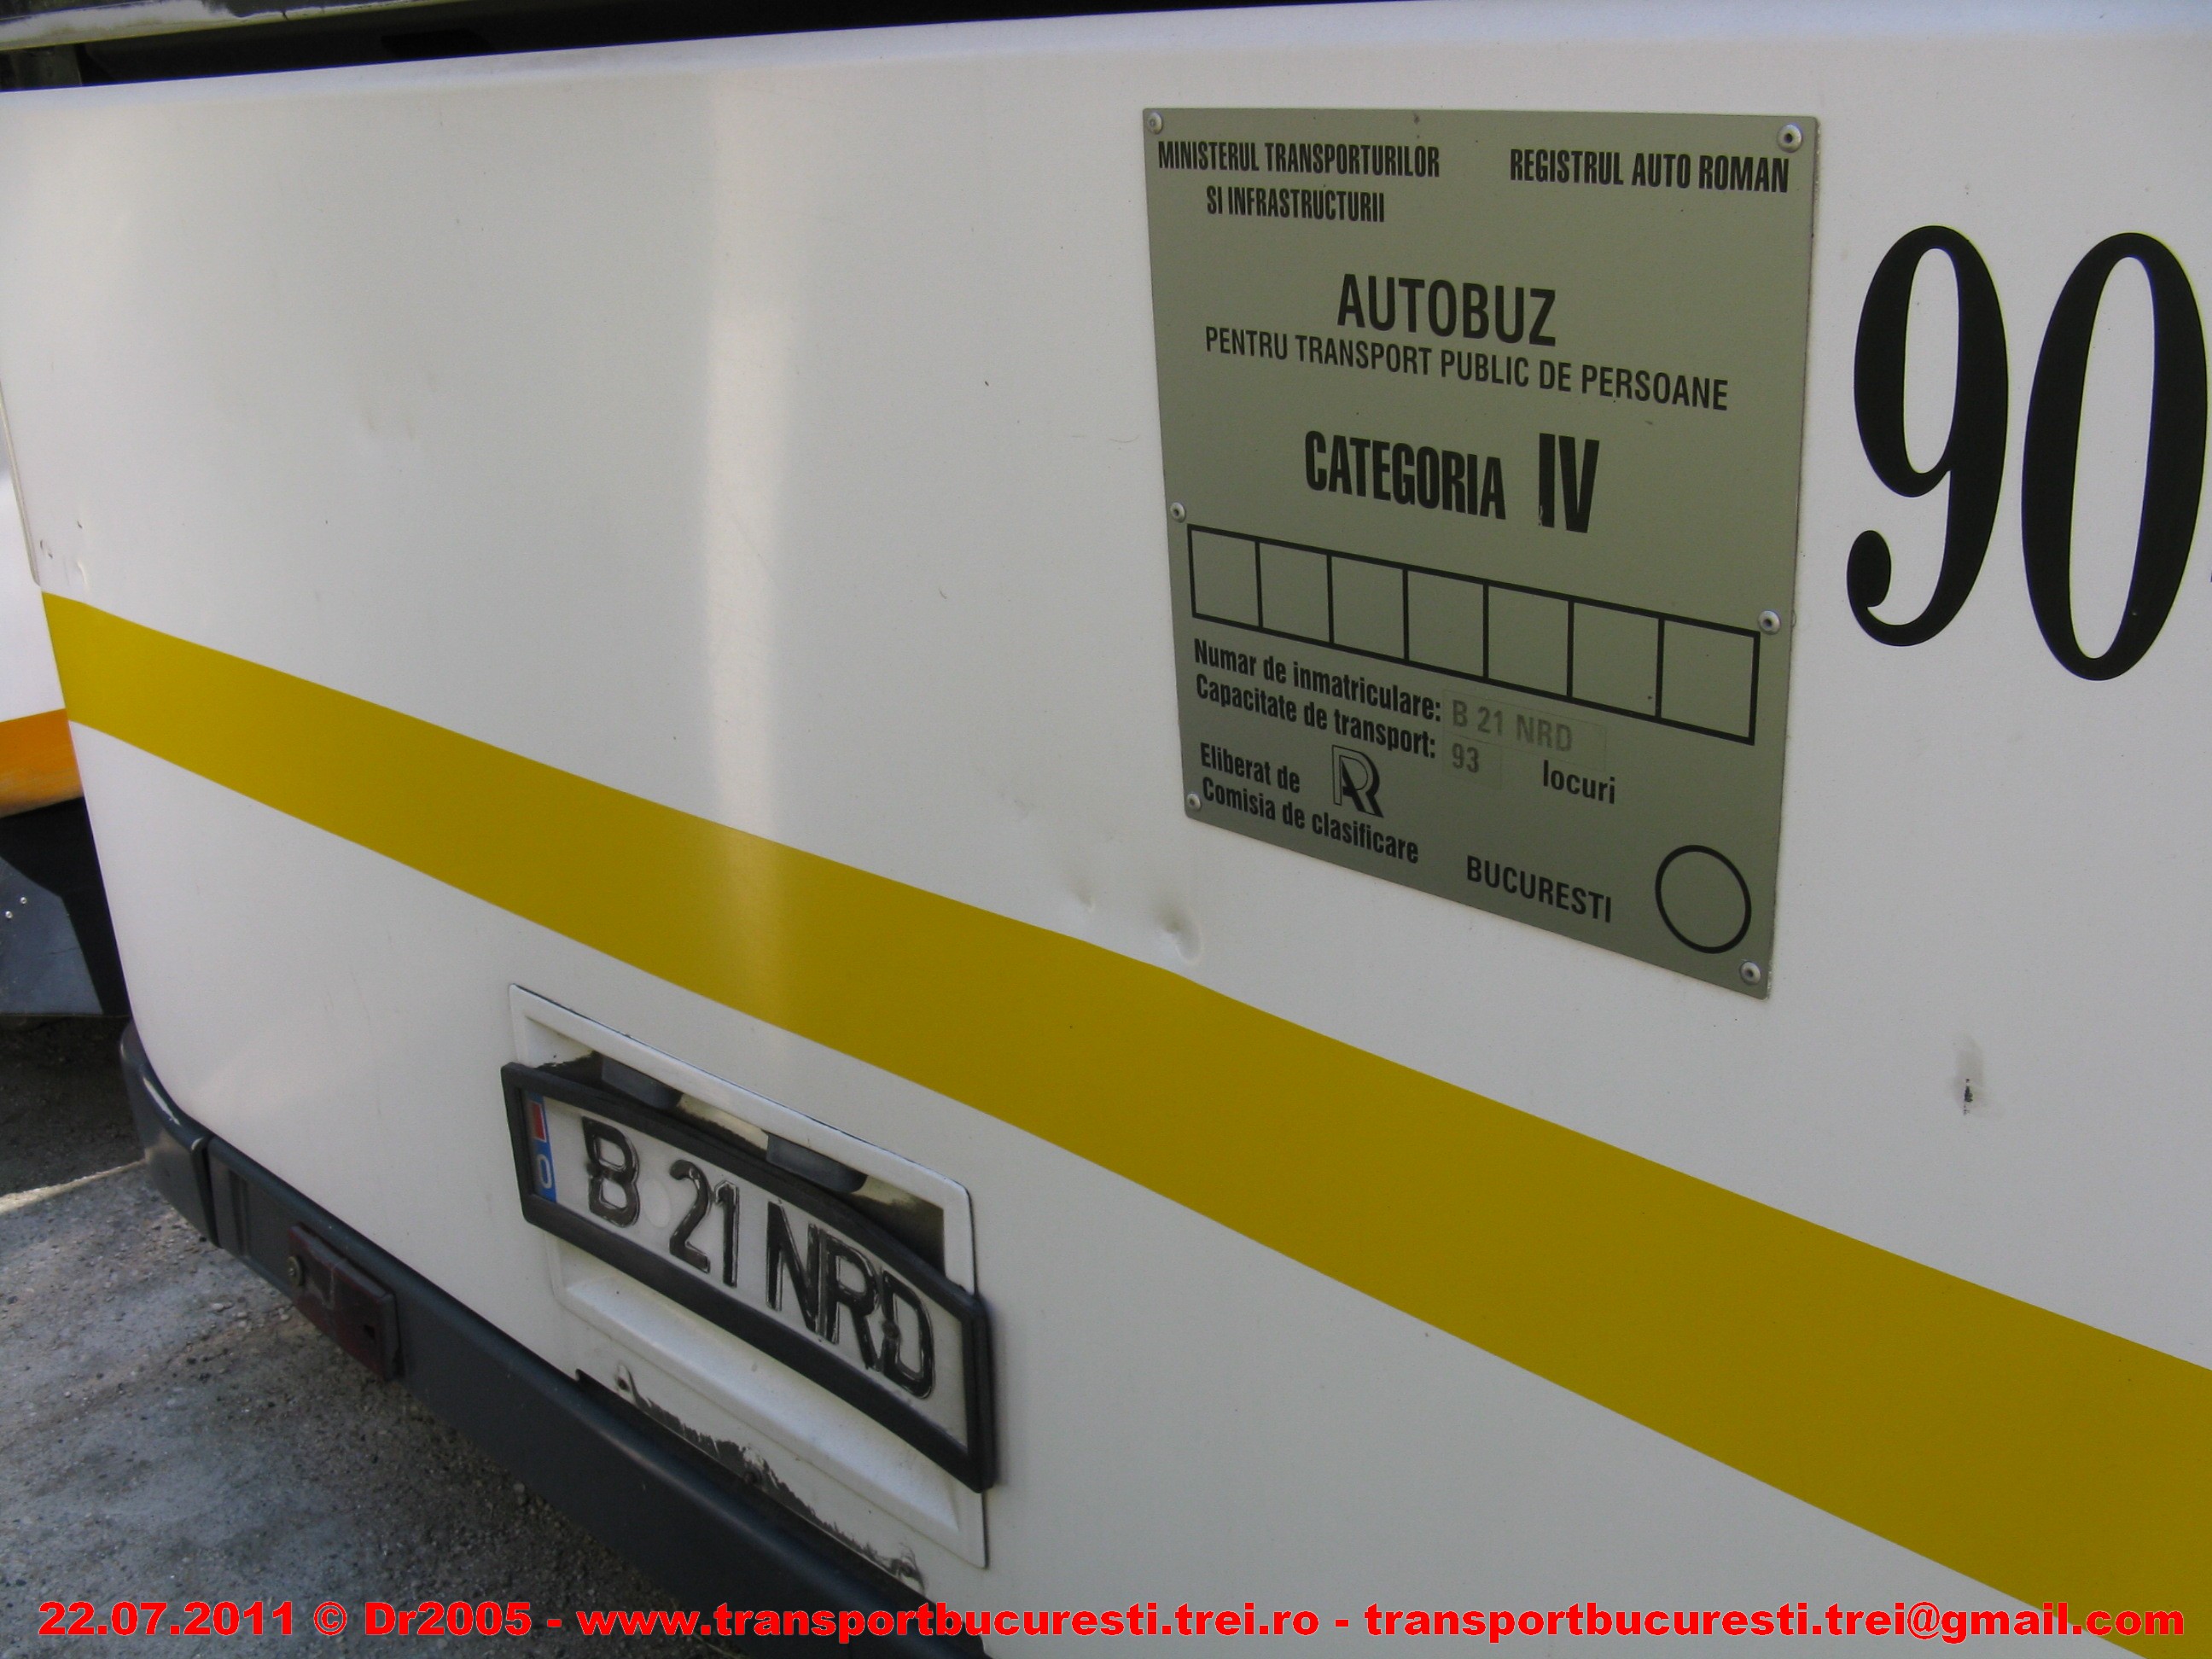 MINISTERUL TRANSPORTURILOR
SI INFRASTRUCTURII
REGISTRUL AUTO ROMAN
AUTOBUZ
PENTRU TRANSPORT PUBLIC DE PERSOANE
CATEGORIA IV
Numar de inmatriculare: B 21 NRD
Capacitate de transport: 93 locuri
Eliberat de RAR
Comisia de clasificare
BUCURESTI
90
B 21 NRD
22.07.2011 © Dr2005 - www.transportbucuresti.trei.ro - transportbucuresti.trei@gmail.com